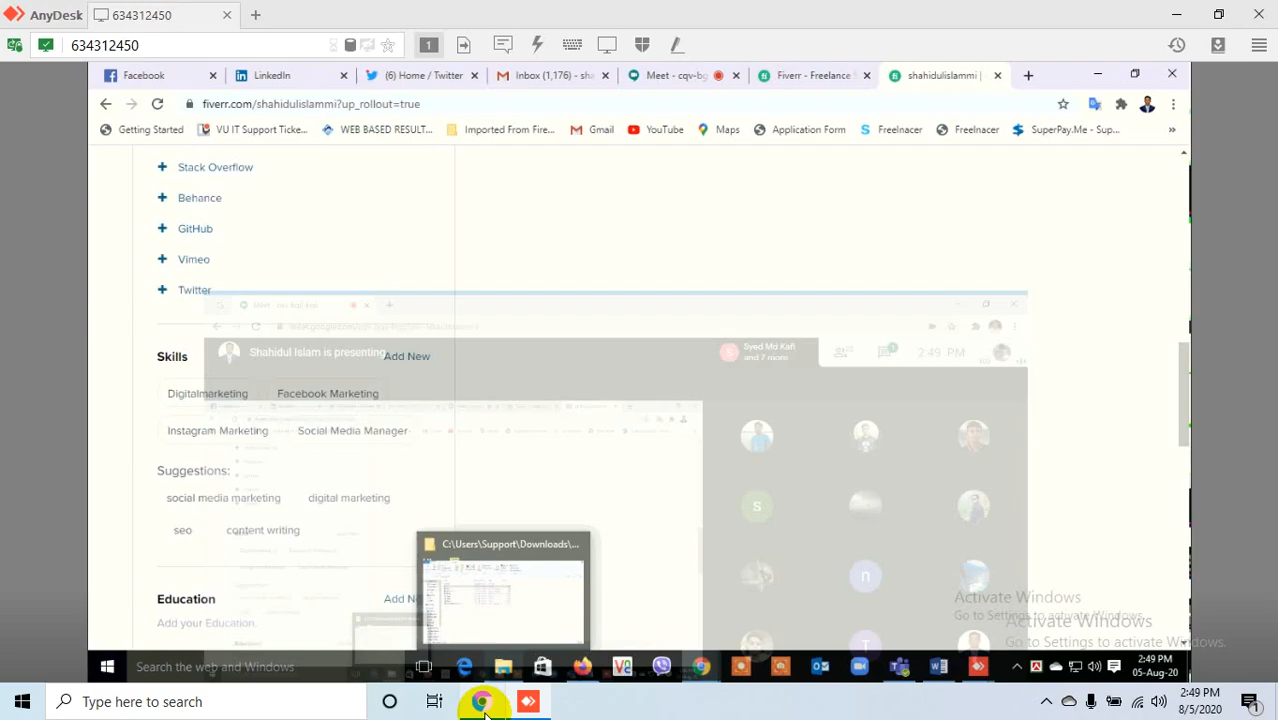 AnyDesk
634312450
634312450
1
Facebook
LinkedIn
(6) Home / Twitter
Inbox (1,176) - sha
Meet - cqv-bg
Fiverr - Freelance S
shahidulislammi |
fiverr.com/shahidulislammi?up_rollout=true
Getting Started
VU IT Support Ticke...
WEB BASED RESULT...
Imported From Fire...
Gmail
YouTube
Maps
Application Form
Freelnacer
Freelnacer
SuperPay.Me - Sup...
Stack Overflow
Behance
GitHub
Vimeo
Twitter
Shahidul Islam is presenting
Syed Md Kafi
and 7 more
2:49 PM
Skills
Add New
Digitalmarketing
Facebook Marketing
Instagram Marketing
Social Media Manager
Suggestions:
social media marketing
digital marketing
seo
content writing
C:\Users\Support\Downloads\...
Education
Add Ne
Add your Education.
Activate Windows
Go to Settings to activate Windows.
Activate Windows
Go to Settings to activate Windows.
Search the web and Windows
2:49 PM
05-Aug-20
Type here to search
2:49 PM
8/5/2020